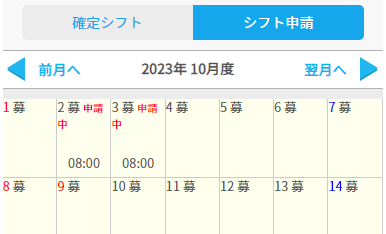 確定シフト シフト申請
前月へ 2023年 10月度 翌月へ
1 募 2 募 申請中 3 募 申請中 4 募 5 募 6 募 7 募
08:00 08:00
8 募 9 募 10 募 11 募 12 募 13 募 14 募